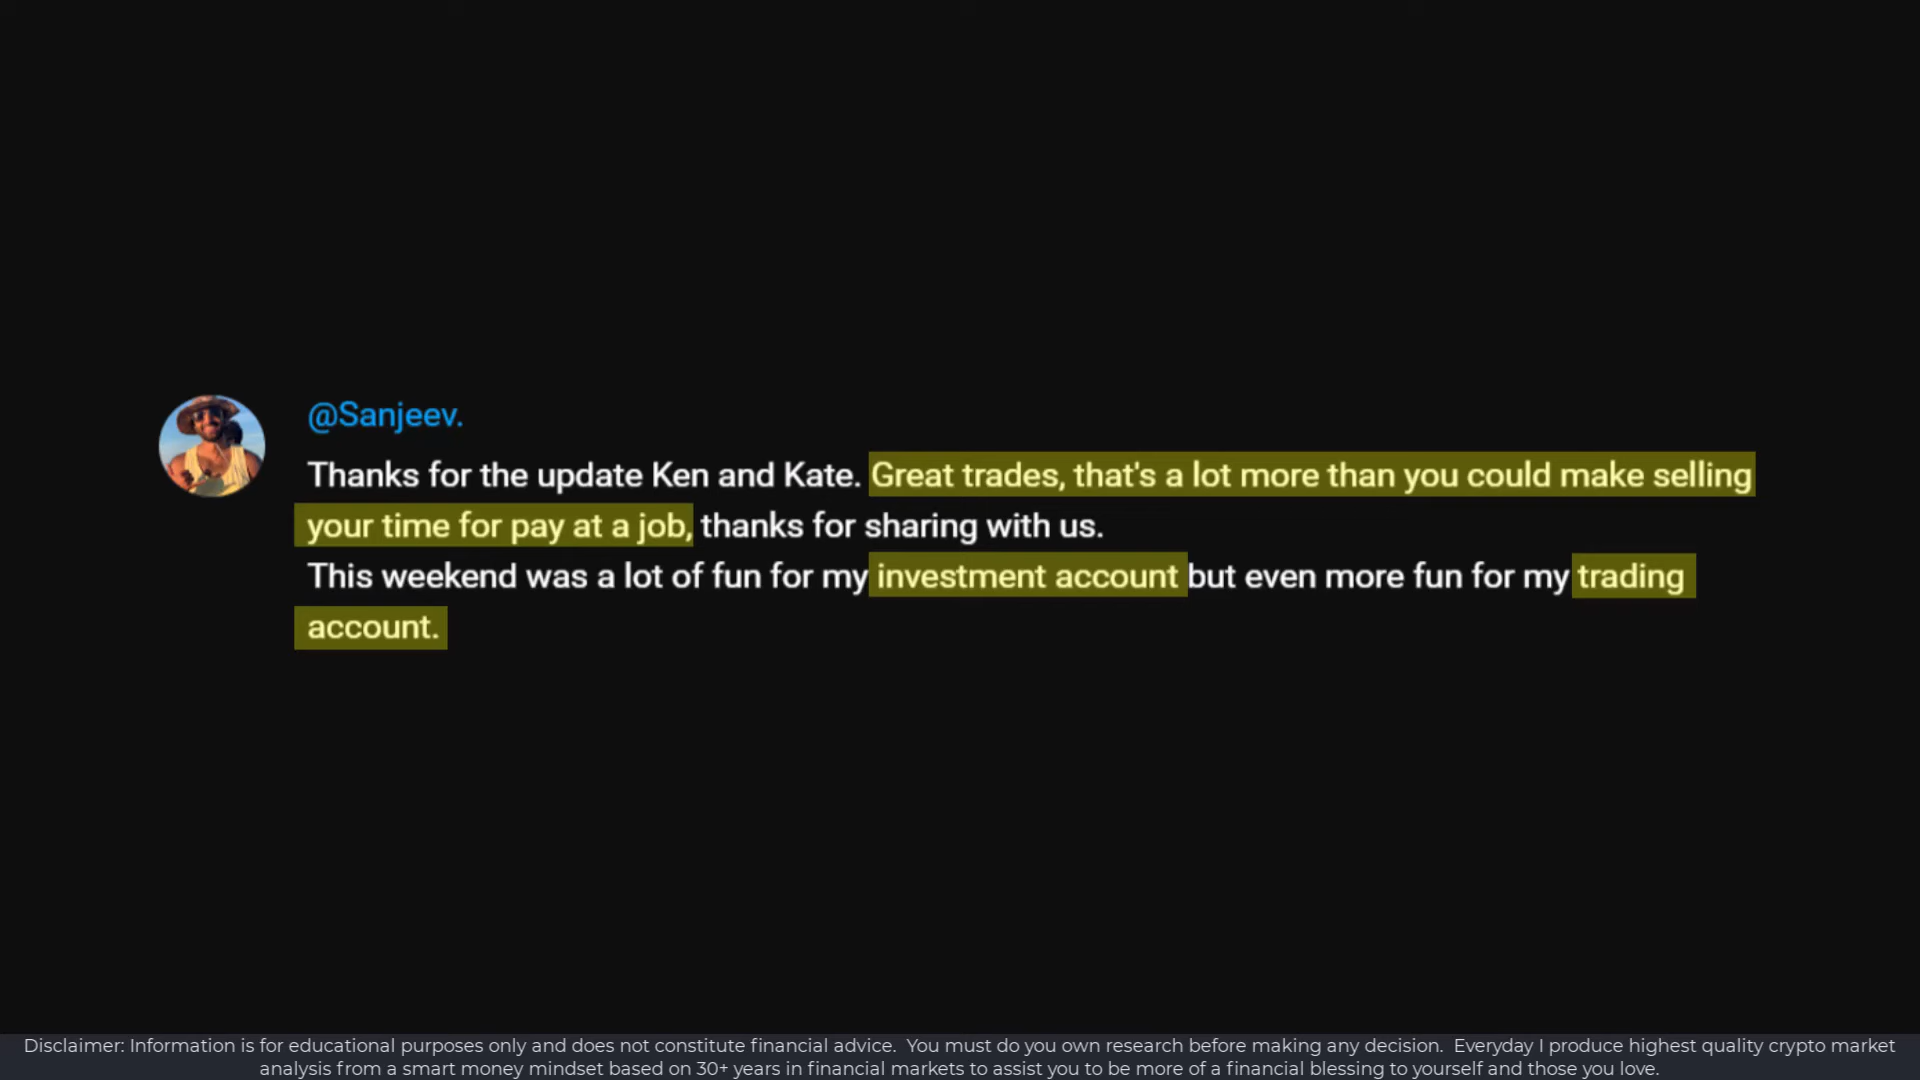 @Sanjeev.
Thanks for the update Ken and Kate. Great trades, that's a lot more than you could make selling
your time for pay at a job, thanks for sharing with us.
This weekend was a lot of fun for my investment account but even more fun for my trading
account.
Disclaimer: Information is for educational purposes only and does not constitute financial advice.  You must do you own research before making any decision.  Everyday I produce highest quality crypto market
analysis from a smart money mindset based on 30+ years in financial markets to assist you to be more of a financial blessing to yourself and those you love.